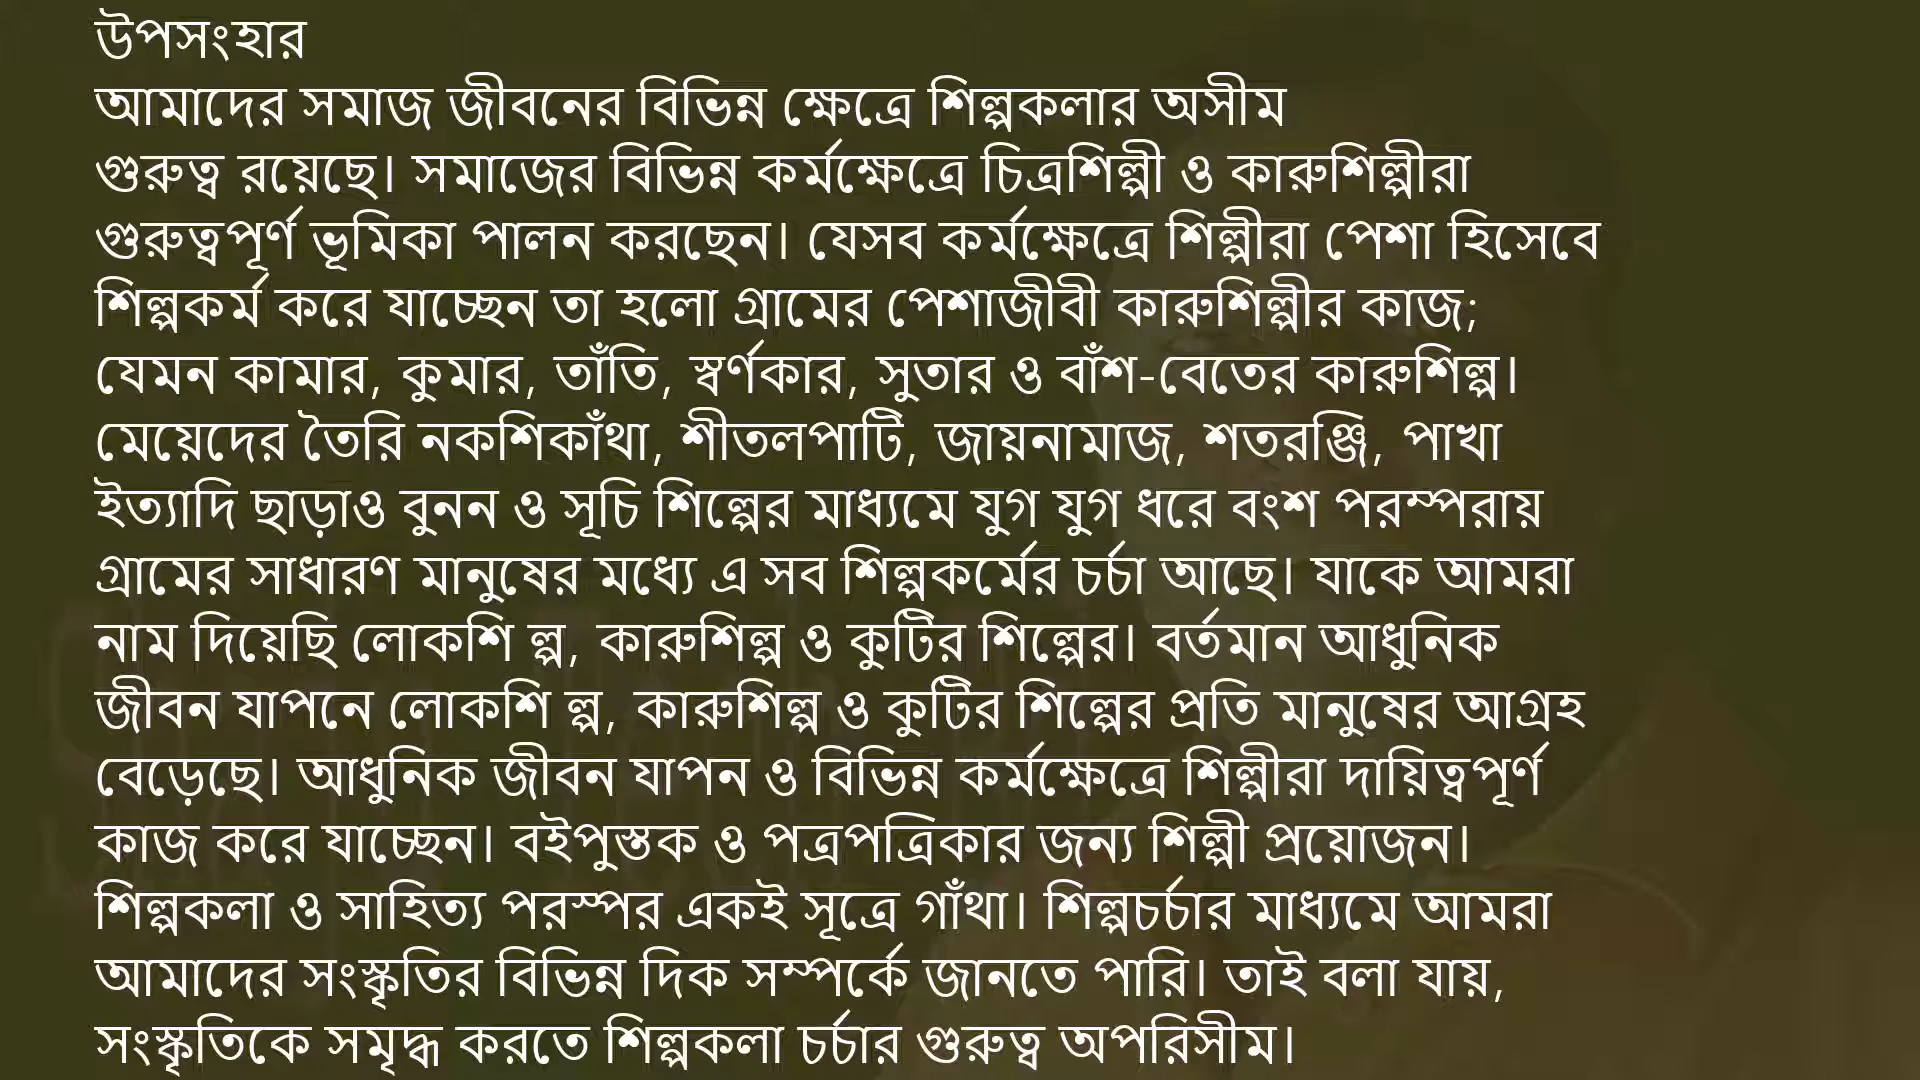 উপসংহার
আমাদের সমাজ জীবনের বিভিন্ন ক্ষেত্রে শিল্পকলার অসীম
গুরুত্ব রয়েছে। সমাজের বিভিন্ন কর্মক্ষেত্রে চিত্রশিল্পী ও কারুশিল্পীরা
গুরুত্বপূর্ণ ভূমিকা পালন করছেন। যেসব কর্মক্ষেত্রে শিল্পীরা পেশা হিসেবে
শিল্পকর্ম করে যাচ্ছেন তা হলো গ্রামের পেশাজীবী কারুশিল্পীর কাজ;
যেমন কামার, কুমার, তাঁতি, স্বর্ণকার, সুতার ও বাঁশ-বেতের কারুশিল্প।
মেয়েদের তৈরি নকশিকাঁথা, শীতলপাটি, জায়নামাজ, শতরঞ্জি, পাখা
ইত্যাদি ছাড়াও বুনন ও সূচি শিল্পের মাধ্যমে যুগ যুগ ধরে বংশ পরম্পরায়
গ্রামের সাধারণ মানুষের মধ্যে এ সব শিল্পকর্মের চর্চা আছে। যাকে আমরা
নাম দিয়েছি লোকশি ল্প, কারুশিল্প ও কুটির শিল্পের। বর্তমান আধুনিক
জীবন যাপনে লোকশি ল্প, কারুশিল্প ও কুটির শিল্পের প্রতি মানুষের আগ্রহ
বেড়েছে। আধুনিক জীবন যাপন ও বিভিন্ন কর্মক্ষেত্রে শিল্পীরা দায়িত্বপূর্ণ
কাজ করে যাচ্ছেন। বইপুস্তক ও পত্রপত্রিকার জন্য শিল্পী প্রয়োজন।
শিল্পকলা ও সাহিত্য পরস্পর একই সূত্রে গাঁথা। শিল্পচর্চার মাধ্যমে আমরা
আমাদের সংস্কৃতির বিভিন্ন দিক সম্পর্কে জানতে পারি। তাই বলা যায়,
সংস্কৃতিকে সমৃদ্ধ করতে শিল্পকলা চর্চার গুরুত্ব অপরিসীম।